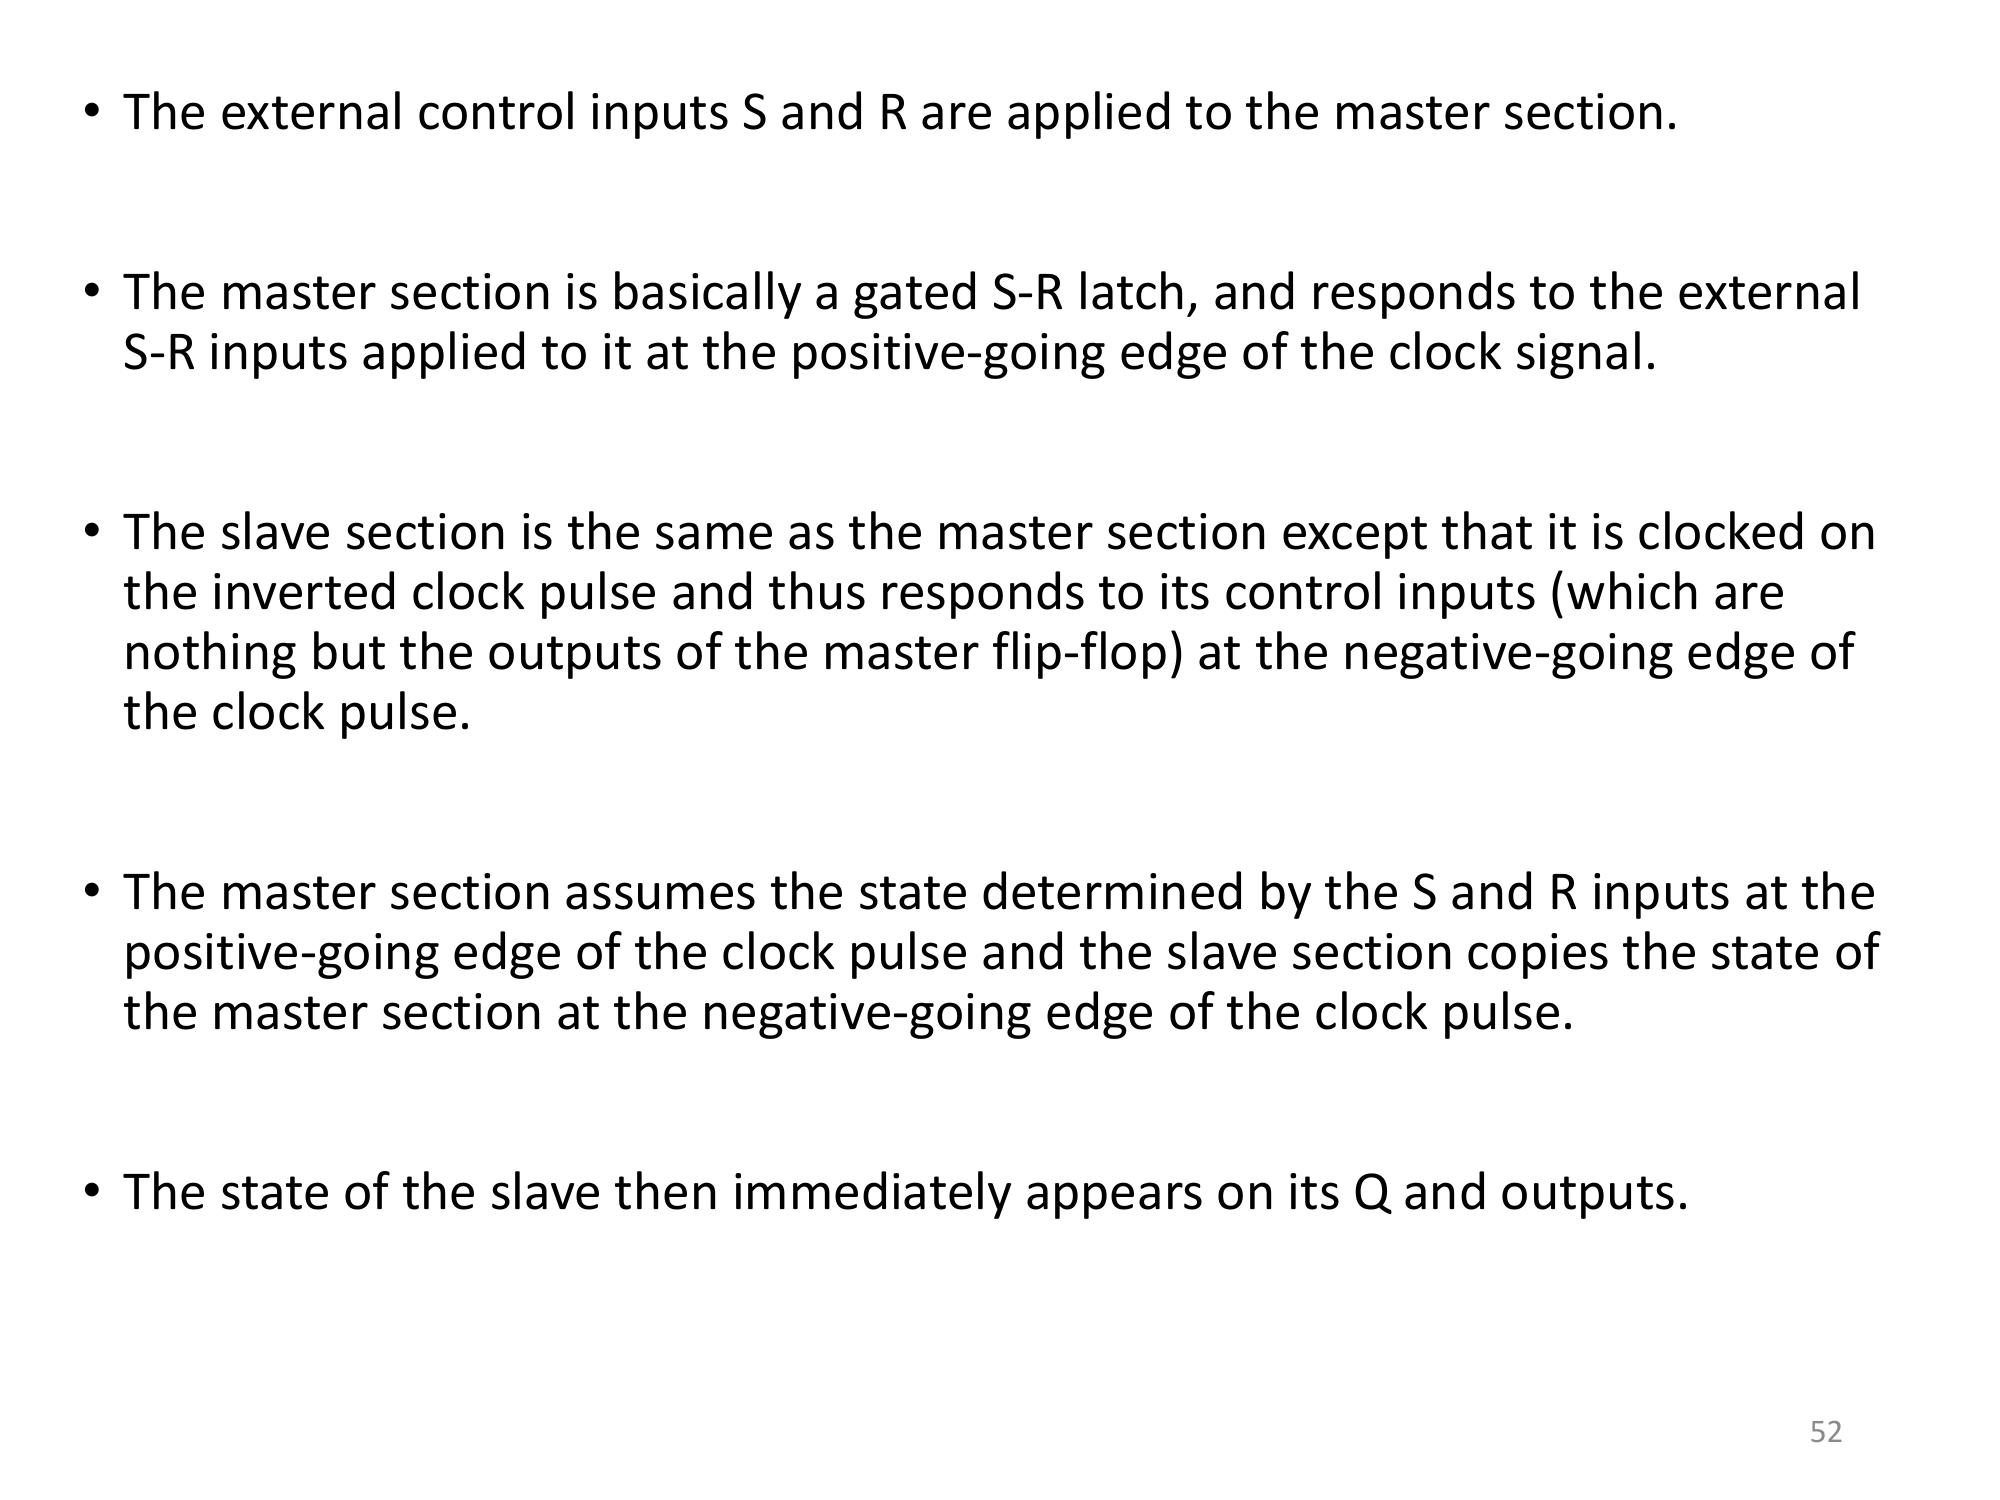 • The external control inputs S and R are applied to the master section.
• The master section is basically a gated S-R latch, and responds to the external
S-R inputs applied to it at the positive-going edge of the clock signal.
• The slave section is the same as the master section except that it is clocked on
the inverted clock pulse and thus responds to its control inputs (which are
nothing but the outputs of the master flip-flop) at the negative-going edge of
the clock pulse.
• The master section assumes the state determined by the S and R inputs at the
positive-going edge of the clock pulse and the slave section copies the state of
the master section at the negative-going edge of the clock pulse.
• The state of the slave then immediately appears on its Q and outputs.
52